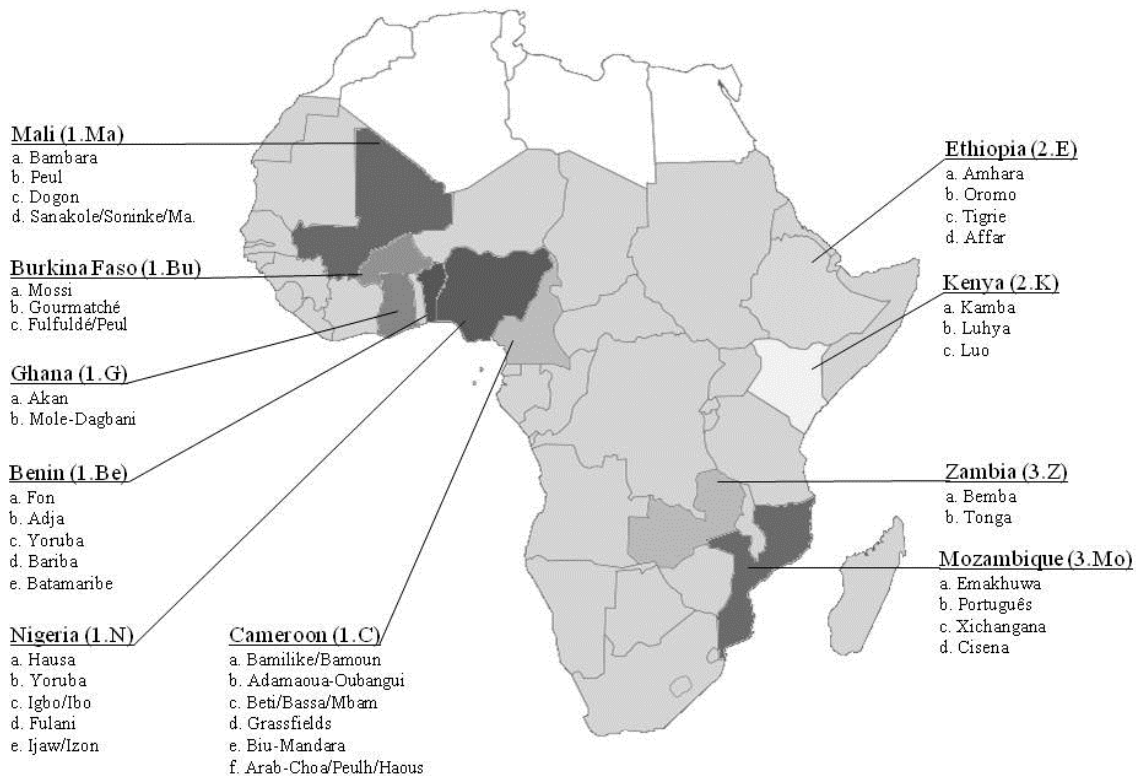 Mali (1.Ma)
a. Bambara
b. Peul
c. Dogon
d. Sanakole/Soninke/Ma.
Burkina Faso (1.Bu)
a. Mossi
b. Gourmatché
c. Fulfuldé/Peul
Ghana (1.G)
a. Akan
b. Mole-Dagbani
Benin (1.Be)
a. Fon
b. Adja
c. Yoruba
d. Bariba
e. Batamaribe
Nigeria (1.N)
a. Hausa
b. Yoruba
c. Igbo/Ibo
d. Fulani
e. Ijaw/Izon
Cameroon (1.C)
a. Bamilike/Bamoun
b. Adamaoua-Oubangui
c. Beti/Bassa/Mbam
d. Grassfields
e. Biu-Mandara
f. Arab-Choa/Peulh/Haous
Ethiopia (2.E)
a. Amhara
b. Oromo
c. Tigrie
d. Affar
Kenya (2.K)
a. Kamba
b. Luhya
c. Luo
Zambia (3.Z)
a. Bemba
b. Tonga
Mozambique (3.Mo)
a. Emakhuwa
b. Português
c. Xichangana
d. Cisena